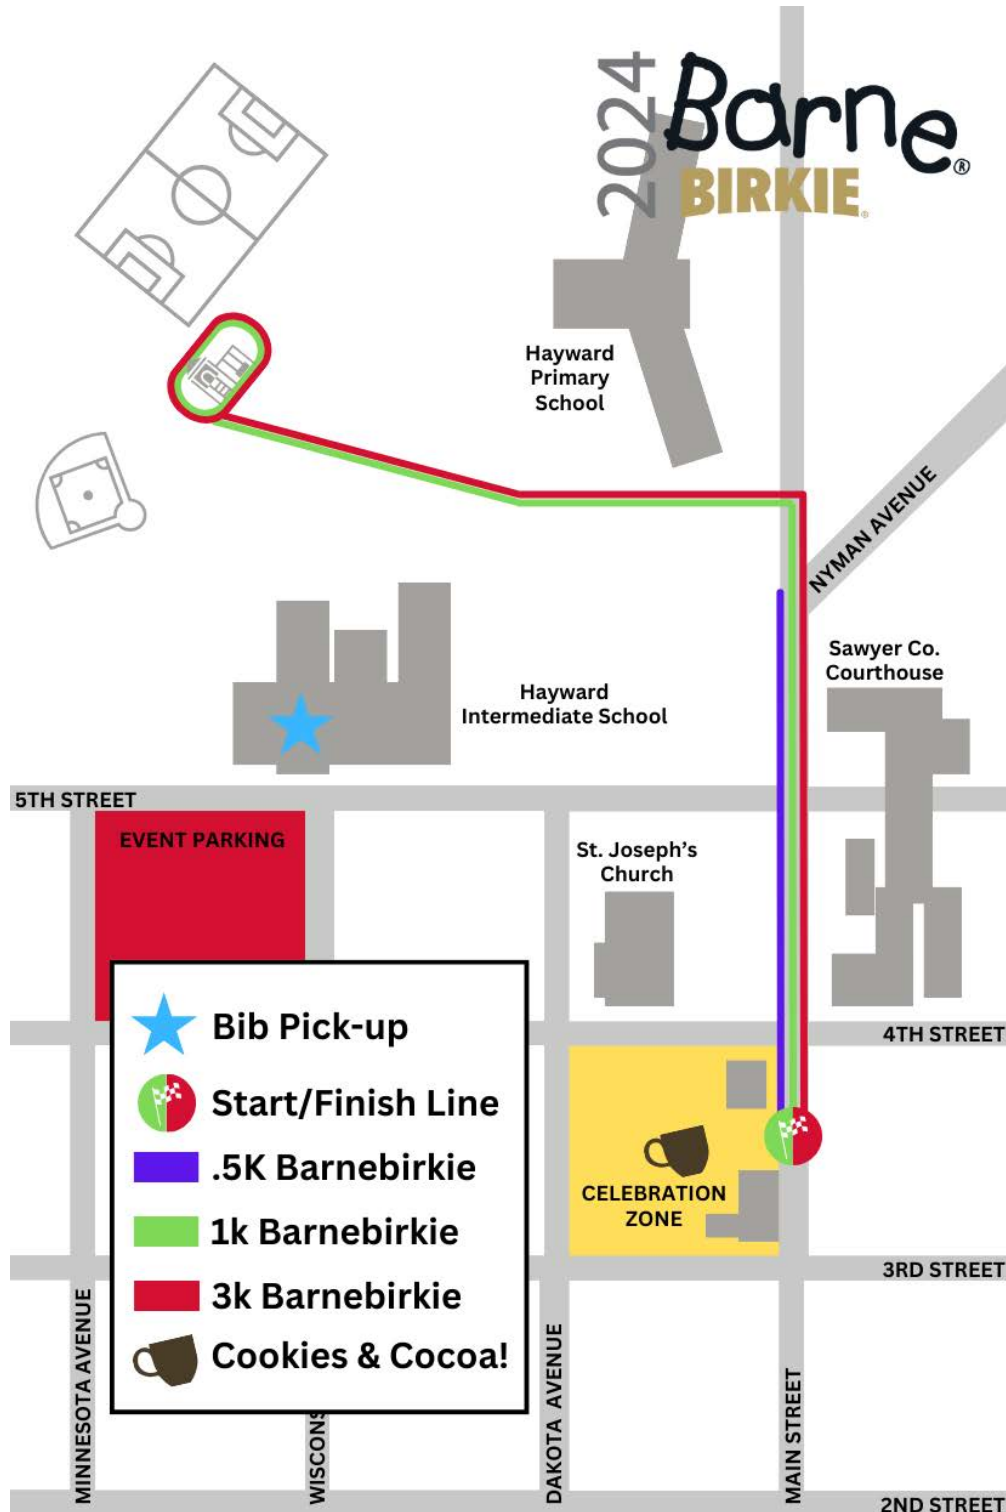 2024
Barne®
BIRKIE®
Hayward
Primary
School
NYMAN AVENUE
Sawyer Co.
Courthouse
Hayward
Intermediate School
5TH STREET
EVENT PARKING
St. Joseph's
Church
Bib Pick-up
4TH STREET
Start/Finish Line
.5K Barnebirkie
CELEBRATION
ZONE
1k Barnebirkie
3RD STREET
3k Barnebirkie
Cookies & Cocoa!
MINNESOTA AVENUE
WISCONS
DAKOTA AVENUE
MAIN STREET
2ND STREET